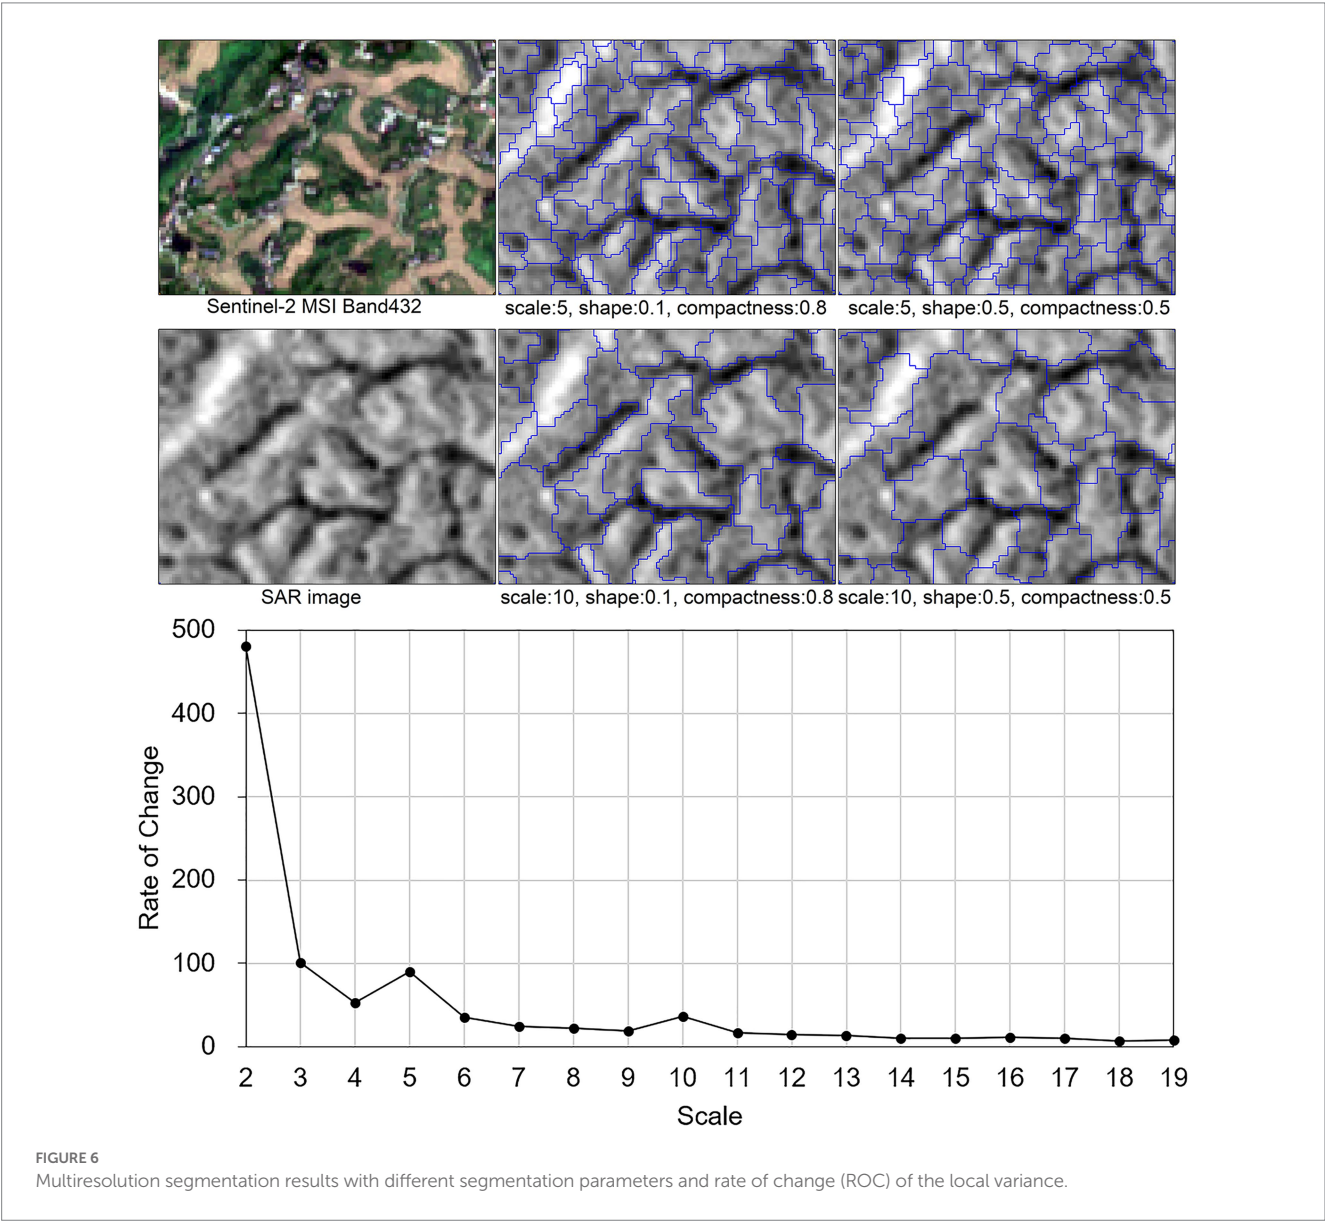 Sentinel-2 MSI Band432
scale:5, shape:0.1, compactness:0.8
scale:5, shape:0.5, compactness:0.5
SAR image
scale:10, shape:0.1, compactness:0.8
scale:10, shape:0.5, compactness:0.5
500
400
300
200
100
0
Rate of Change
2 3 4 5 6 7 8 9 10 11 12 13 14 15 16 17 18 19
Scale
FIGURE 6
Multiresolution segmentation results with different segmentation parameters and rate of change (ROC) of the local variance.